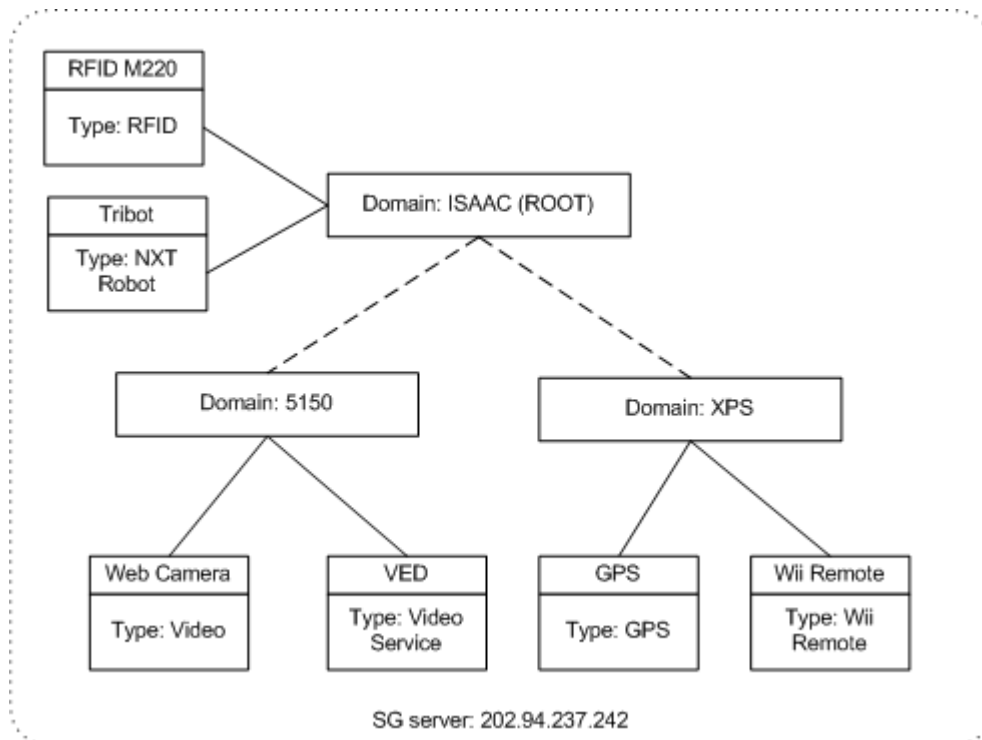 RFID M220
Type: RFID
Tribot
Type: NXT
Robot
Domain: ISAAC (ROOT)
Domain: 5150
Domain: XPS
Web Camera
Type: Video
VED
Type: Video
Service
GPS
Type: GPS
Wii Remote
Type: Wii
Remote
SG server: 202.94.237.242